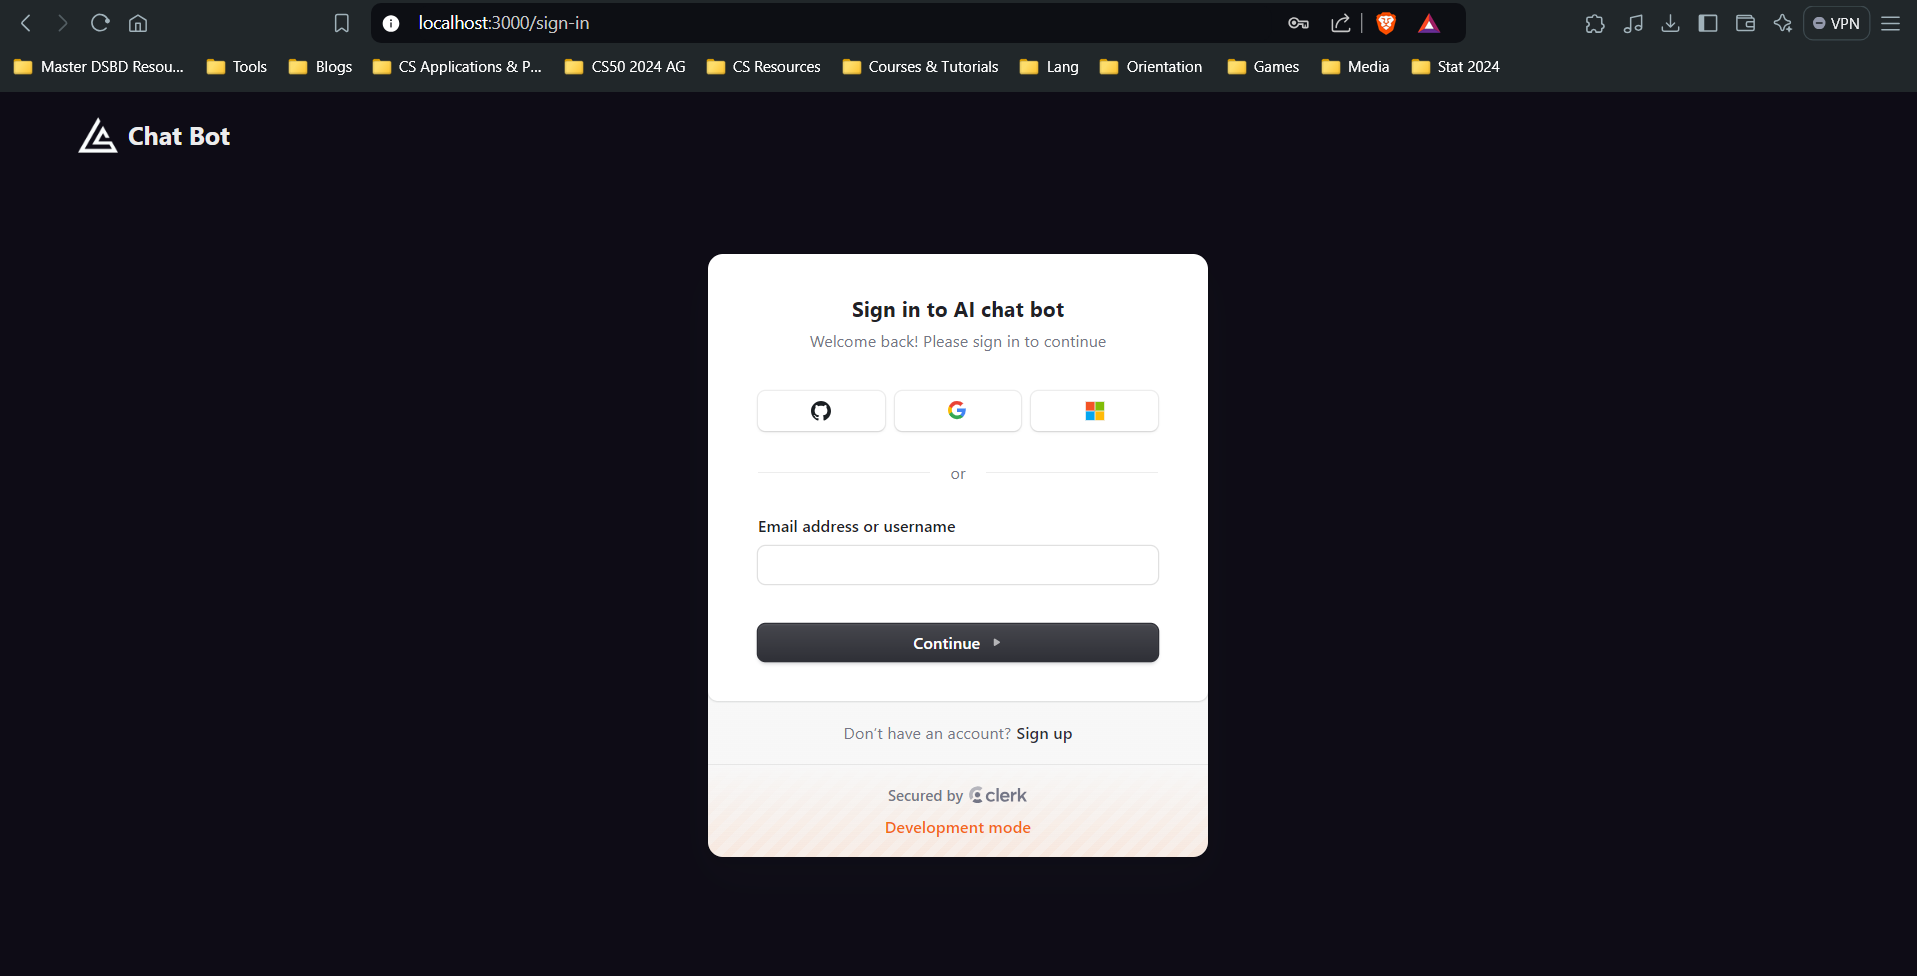 localhost:3000/sign-in
VPN
Master DSBD Resou...
Tools
Blogs
CS Applications & P...
CS50 2024 AG
CS Resources
Courses & Tutorials
Lang
Orientation
Games
Media
Stat 2024
Chat Bot
Sign in to AI chat bot
Welcome back! Please sign in to continue
or
Email address or username
Continue
Don't have an account? Sign up
Secured by clerk
Development mode